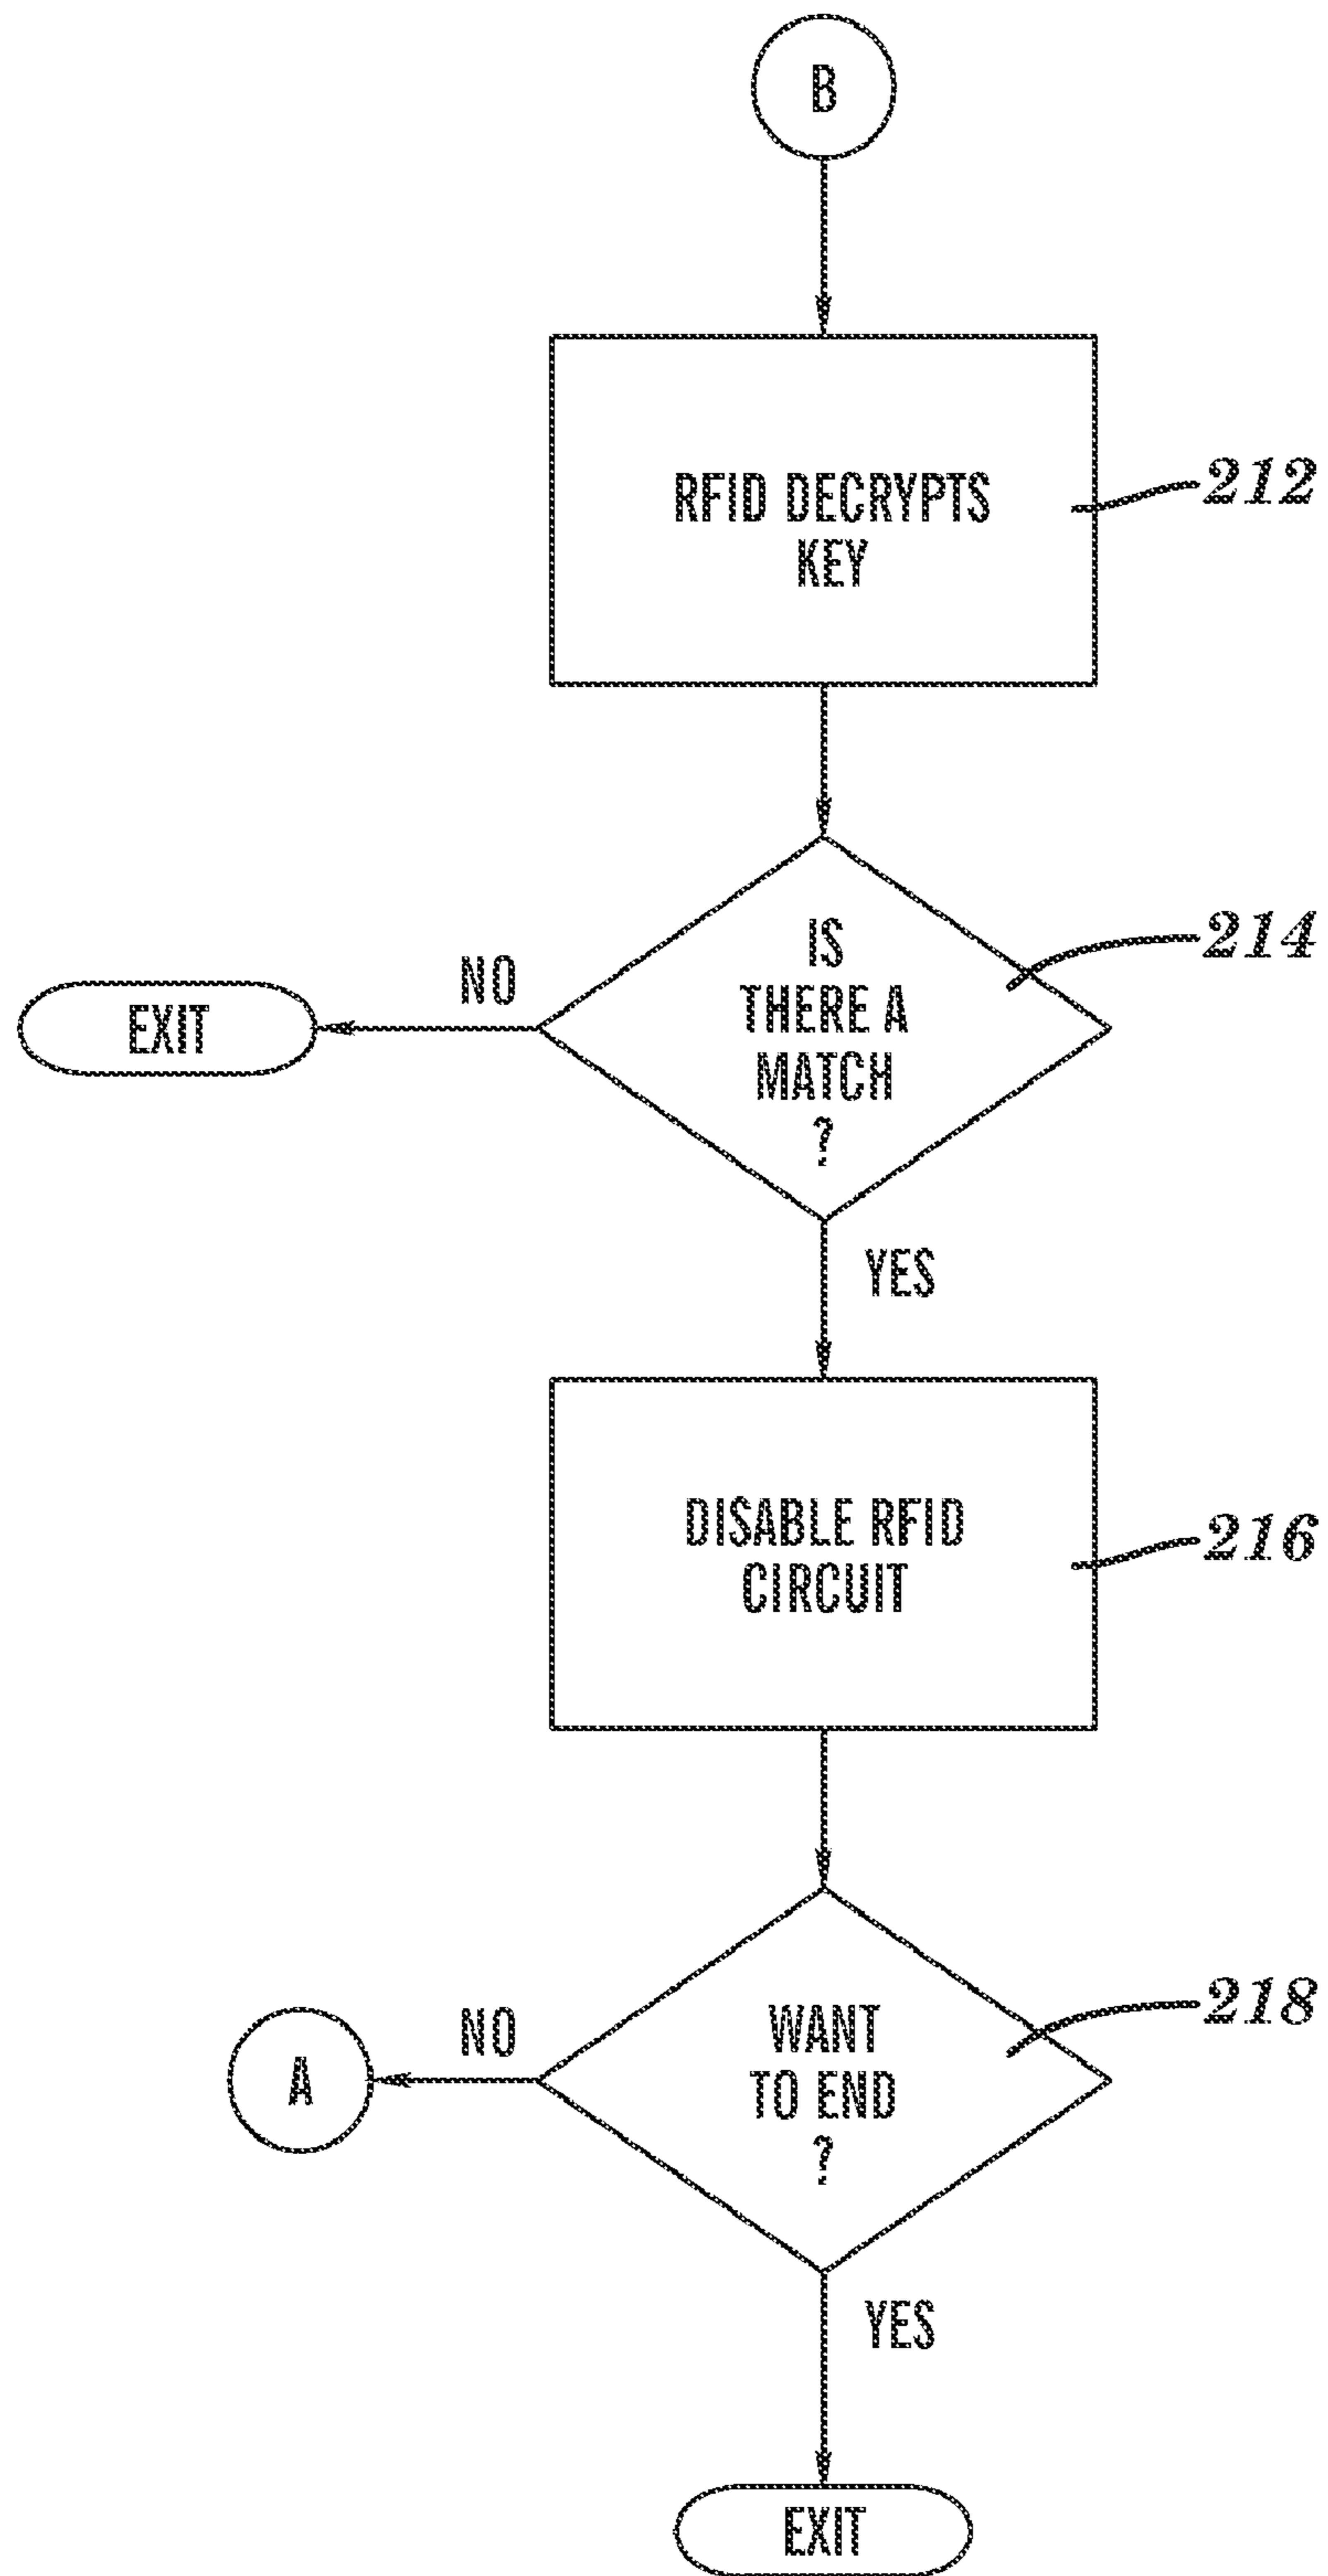 B
RFID DECRYPTS
KEY
212
IS
THERE A
MATCH
?
214
NO
EXIT
YES
DISABLE RFID
CIRCUIT
216
WANT
TO END
?
218
NO
A
YES
EXIT